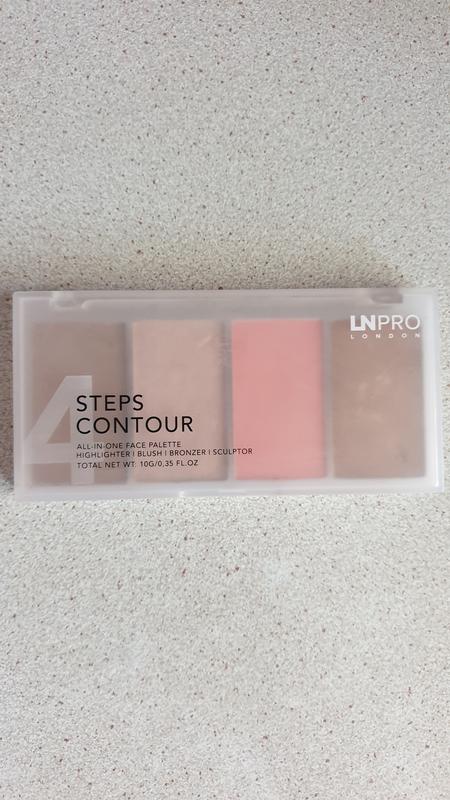 LNPRO
LONDON
4 STEPS
CONTOUR
ALL-IN-ONE FACE PALETTE
HIGHLIGHTER | BLUSH | BRONZER | SCULPTOR
TOTAL NET WT: 10G/0,35 FL.OZ